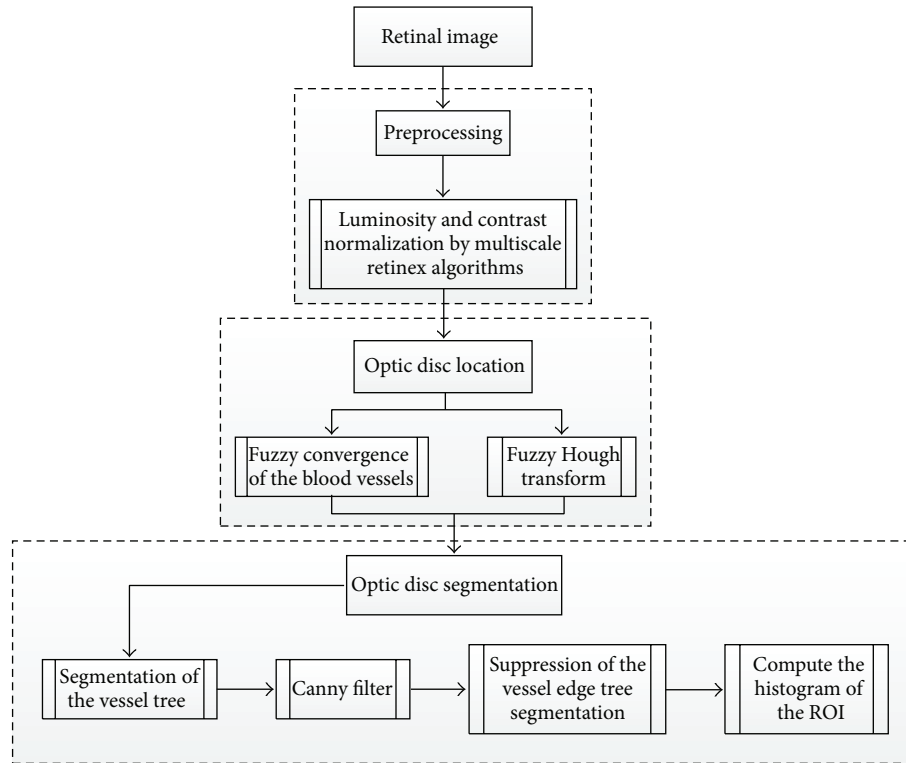 Retinal image
Preprocessing
Luminosity and contrast
normalization by multiscale
retinex algorithms
Optic disc location
Fuzzy convergence
of the blood vessels
Fuzzy Hough
transform
Optic disc segmentation
Segmentation of
the vessel tree
Canny filter
Suppression of the
vessel edge tree
segmentation
Compute the
histogram of
the ROI